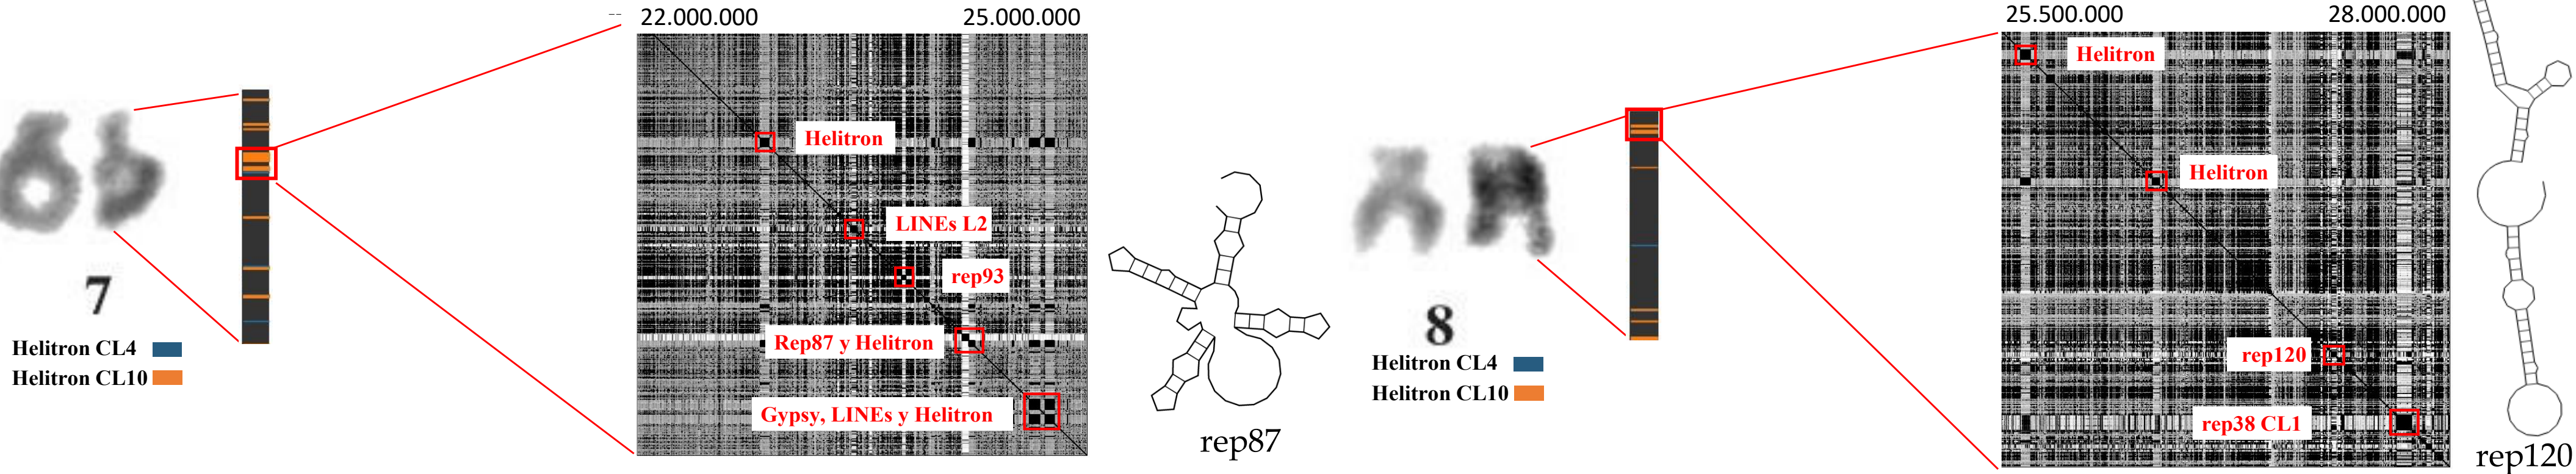 22.000.000
25.000.000
Helitron
LINEs L2
rep93
Rep87 y Helitron
Gypsy, LINEs y Helitron
7
Helitron CL4
Helitron CL10
rep87
25.500.000
28.000.000
Helitron
Helitron
rep120
rep38 CL1
8
Helitron CL4
Helitron CL10
rep120